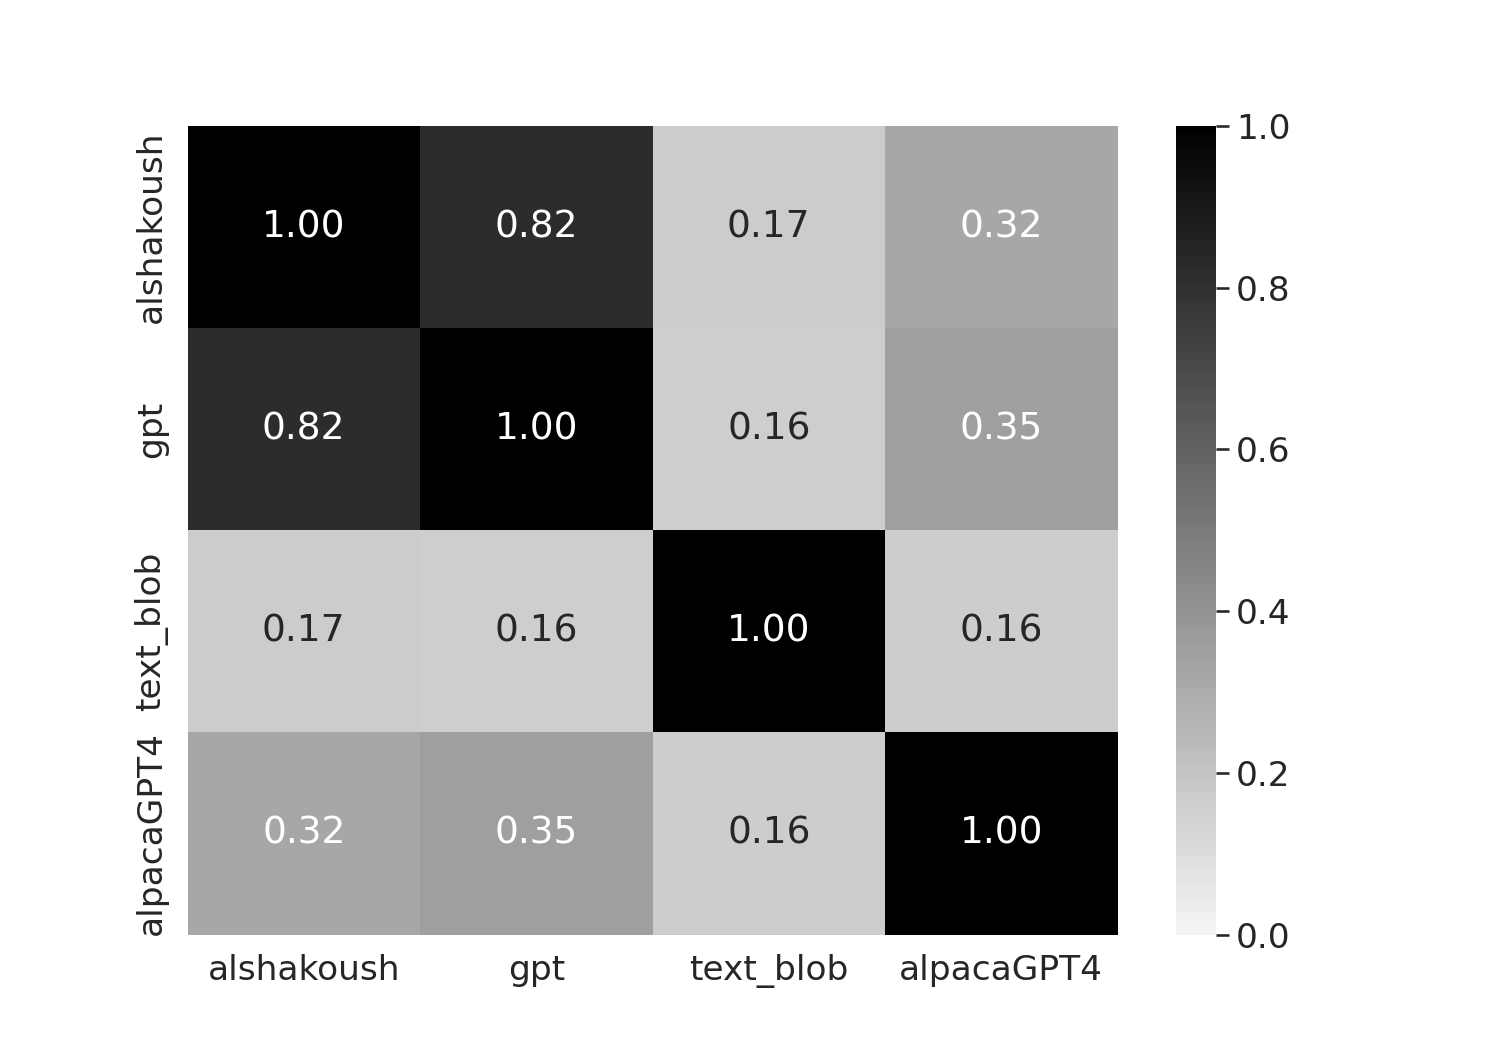 1.0
alshakoush 1.00 0.82 0.17 0.32
0.8
gpt 0.82 1.00 0.16 0.35
0.6
text_blob 0.17 0.16 1.00 0.16
0.4
0.2
alpacaGPT4 0.32 0.35 0.16 1.00
0.0
alshakoush gpt text_blob alpacaGPT4